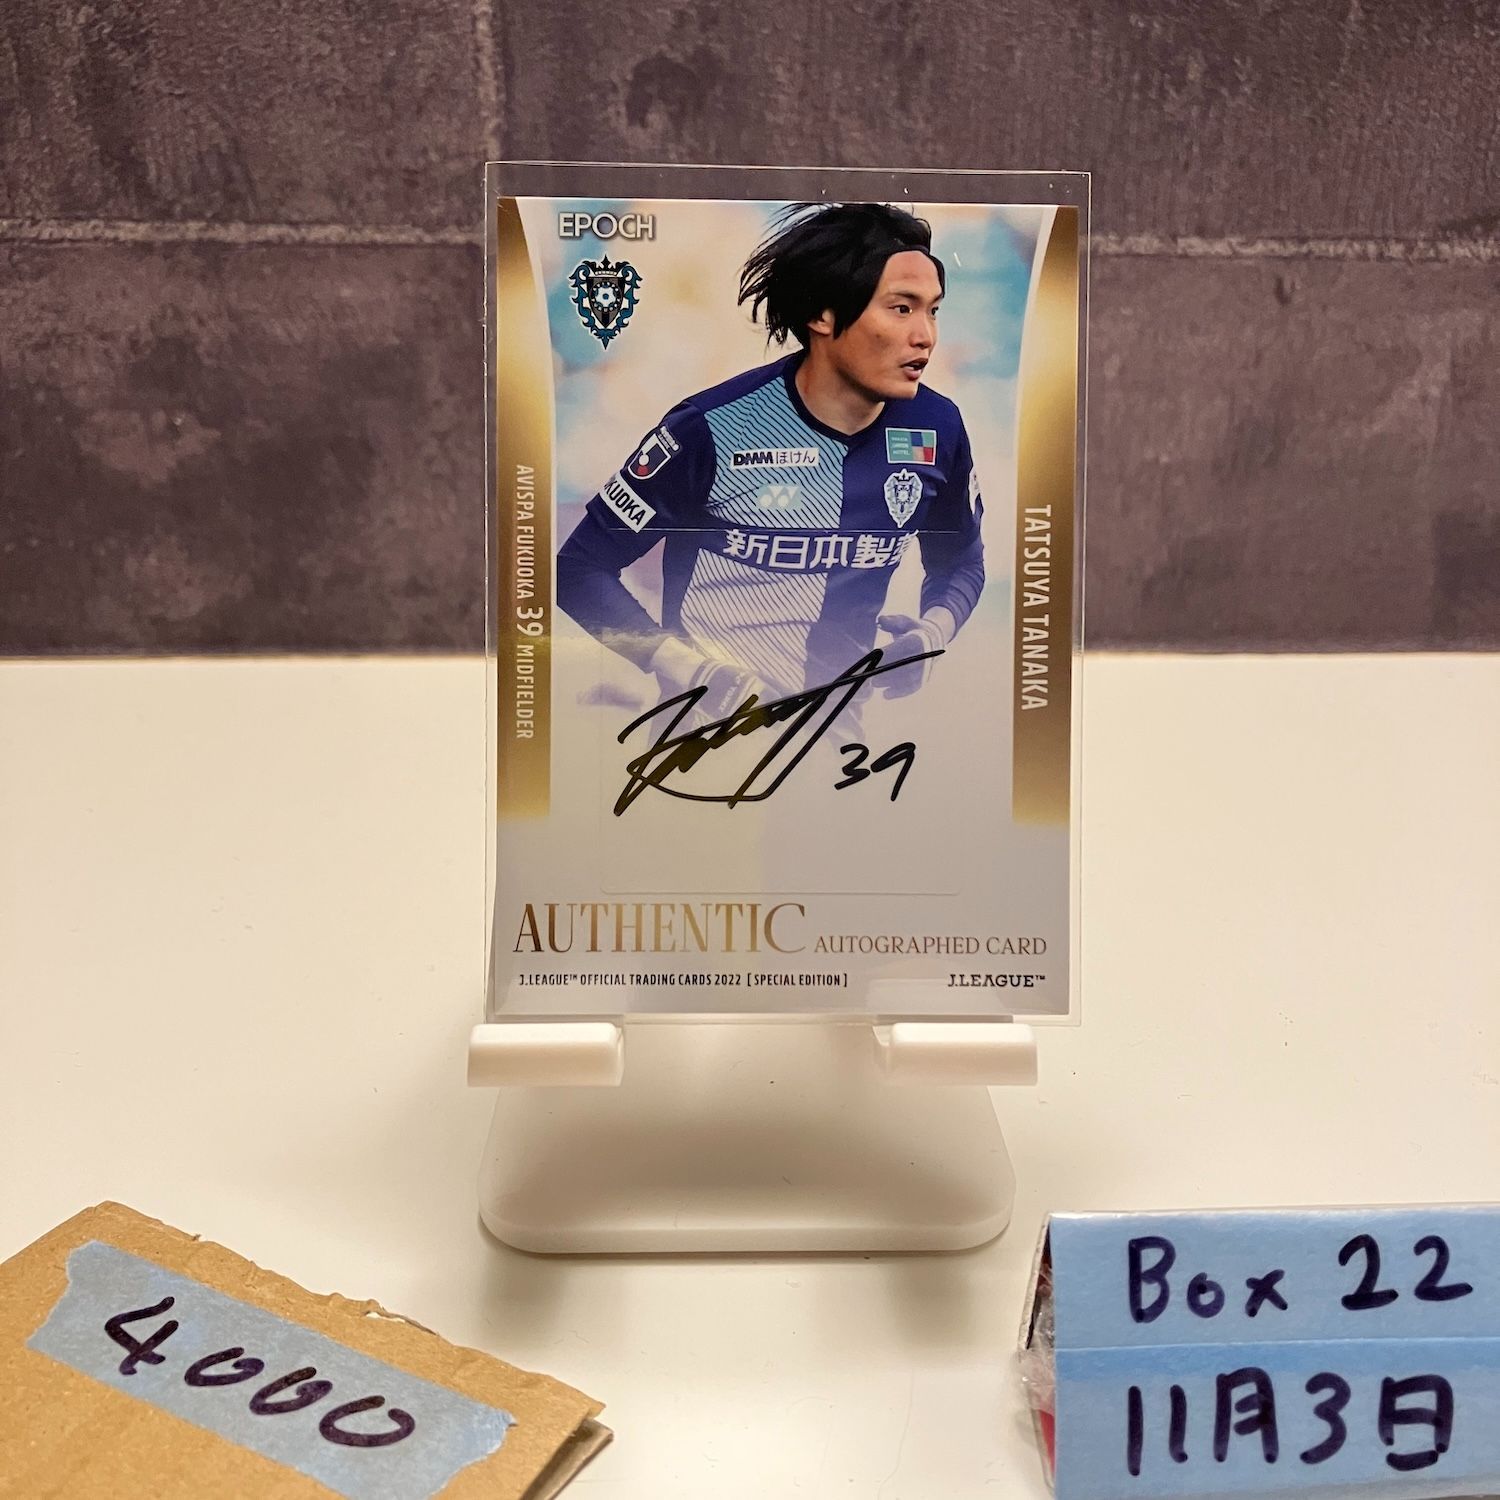 EPOCH
TATSUYA TANAKA
AVISPA FUKUOKA 39 MIDFIELDER
DMMほけん
FUKUOKA
新日本製
39
AUTHENTIC AUTOGRAPHED CARD
J.LEAGUE™ OFFICIAL TRADING CARDS 2022 [SPECIAL EDITION] J.LEAGUE™
4000
Box 22
11月3日